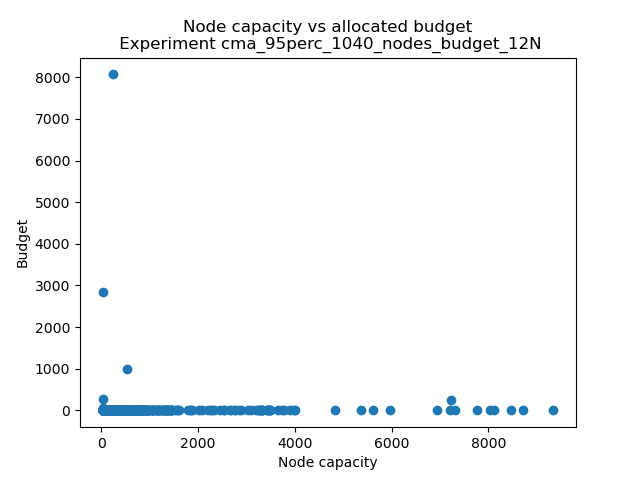 Node capacity vs allocated budget
Experiment cma_95perc_1040_nodes_budget_12N
Budget
8000
7000
6000
5000
4000
3000
2000
1000
0
0 2000 4000 6000 8000
Node capacity